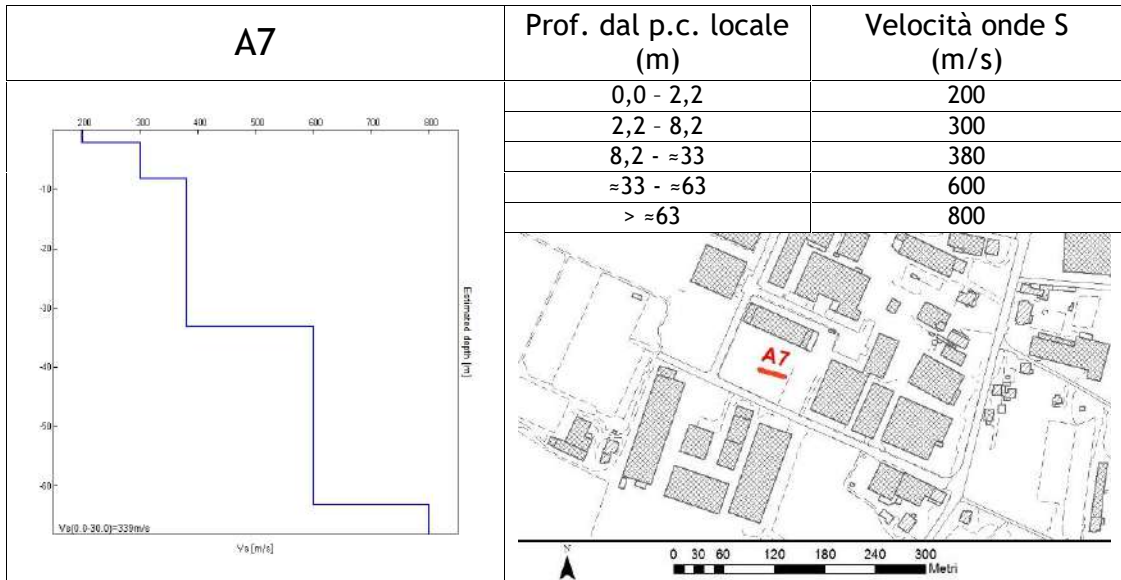 A7
Prof. dal p.c. locale (m)
Velocità onde S (m/s)
0,0 – 2,2 200
2,2 – 8,2 300
8,2 - ≈33 380
≈33 - ≈63 600
> ≈63 800
200 300 400 500 600 700 800
-10
-20
-30
-40
-50
-60
Estimated depth [m]
Vs(0.0-30.0)=339m/s
Vs [m/s]
A7
N
0 30 60 120 180 240 300
Metri